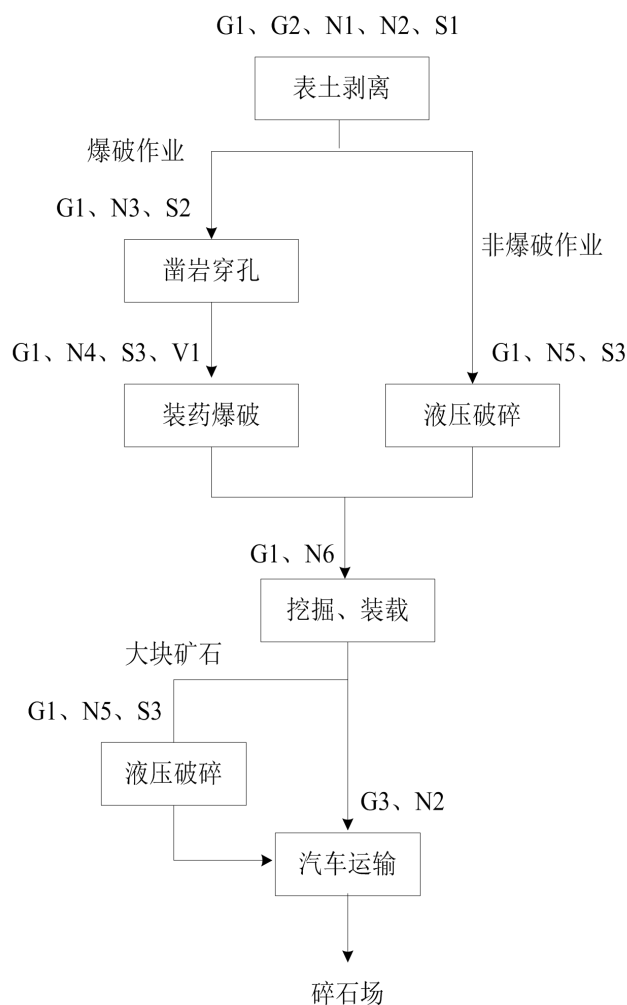 G1、G2、N1、N2、S1
表土剥离
爆破作业
G1、N3、S2
非爆破作业
凿岩穿孔
G1、N4、S3、V1
G1、N5、S3
装药爆破
液压破碎
G1、N6
挖掘、装载
大块矿石
G1、N5、S3
液压破碎
G3、N2
汽车运输
碎石场